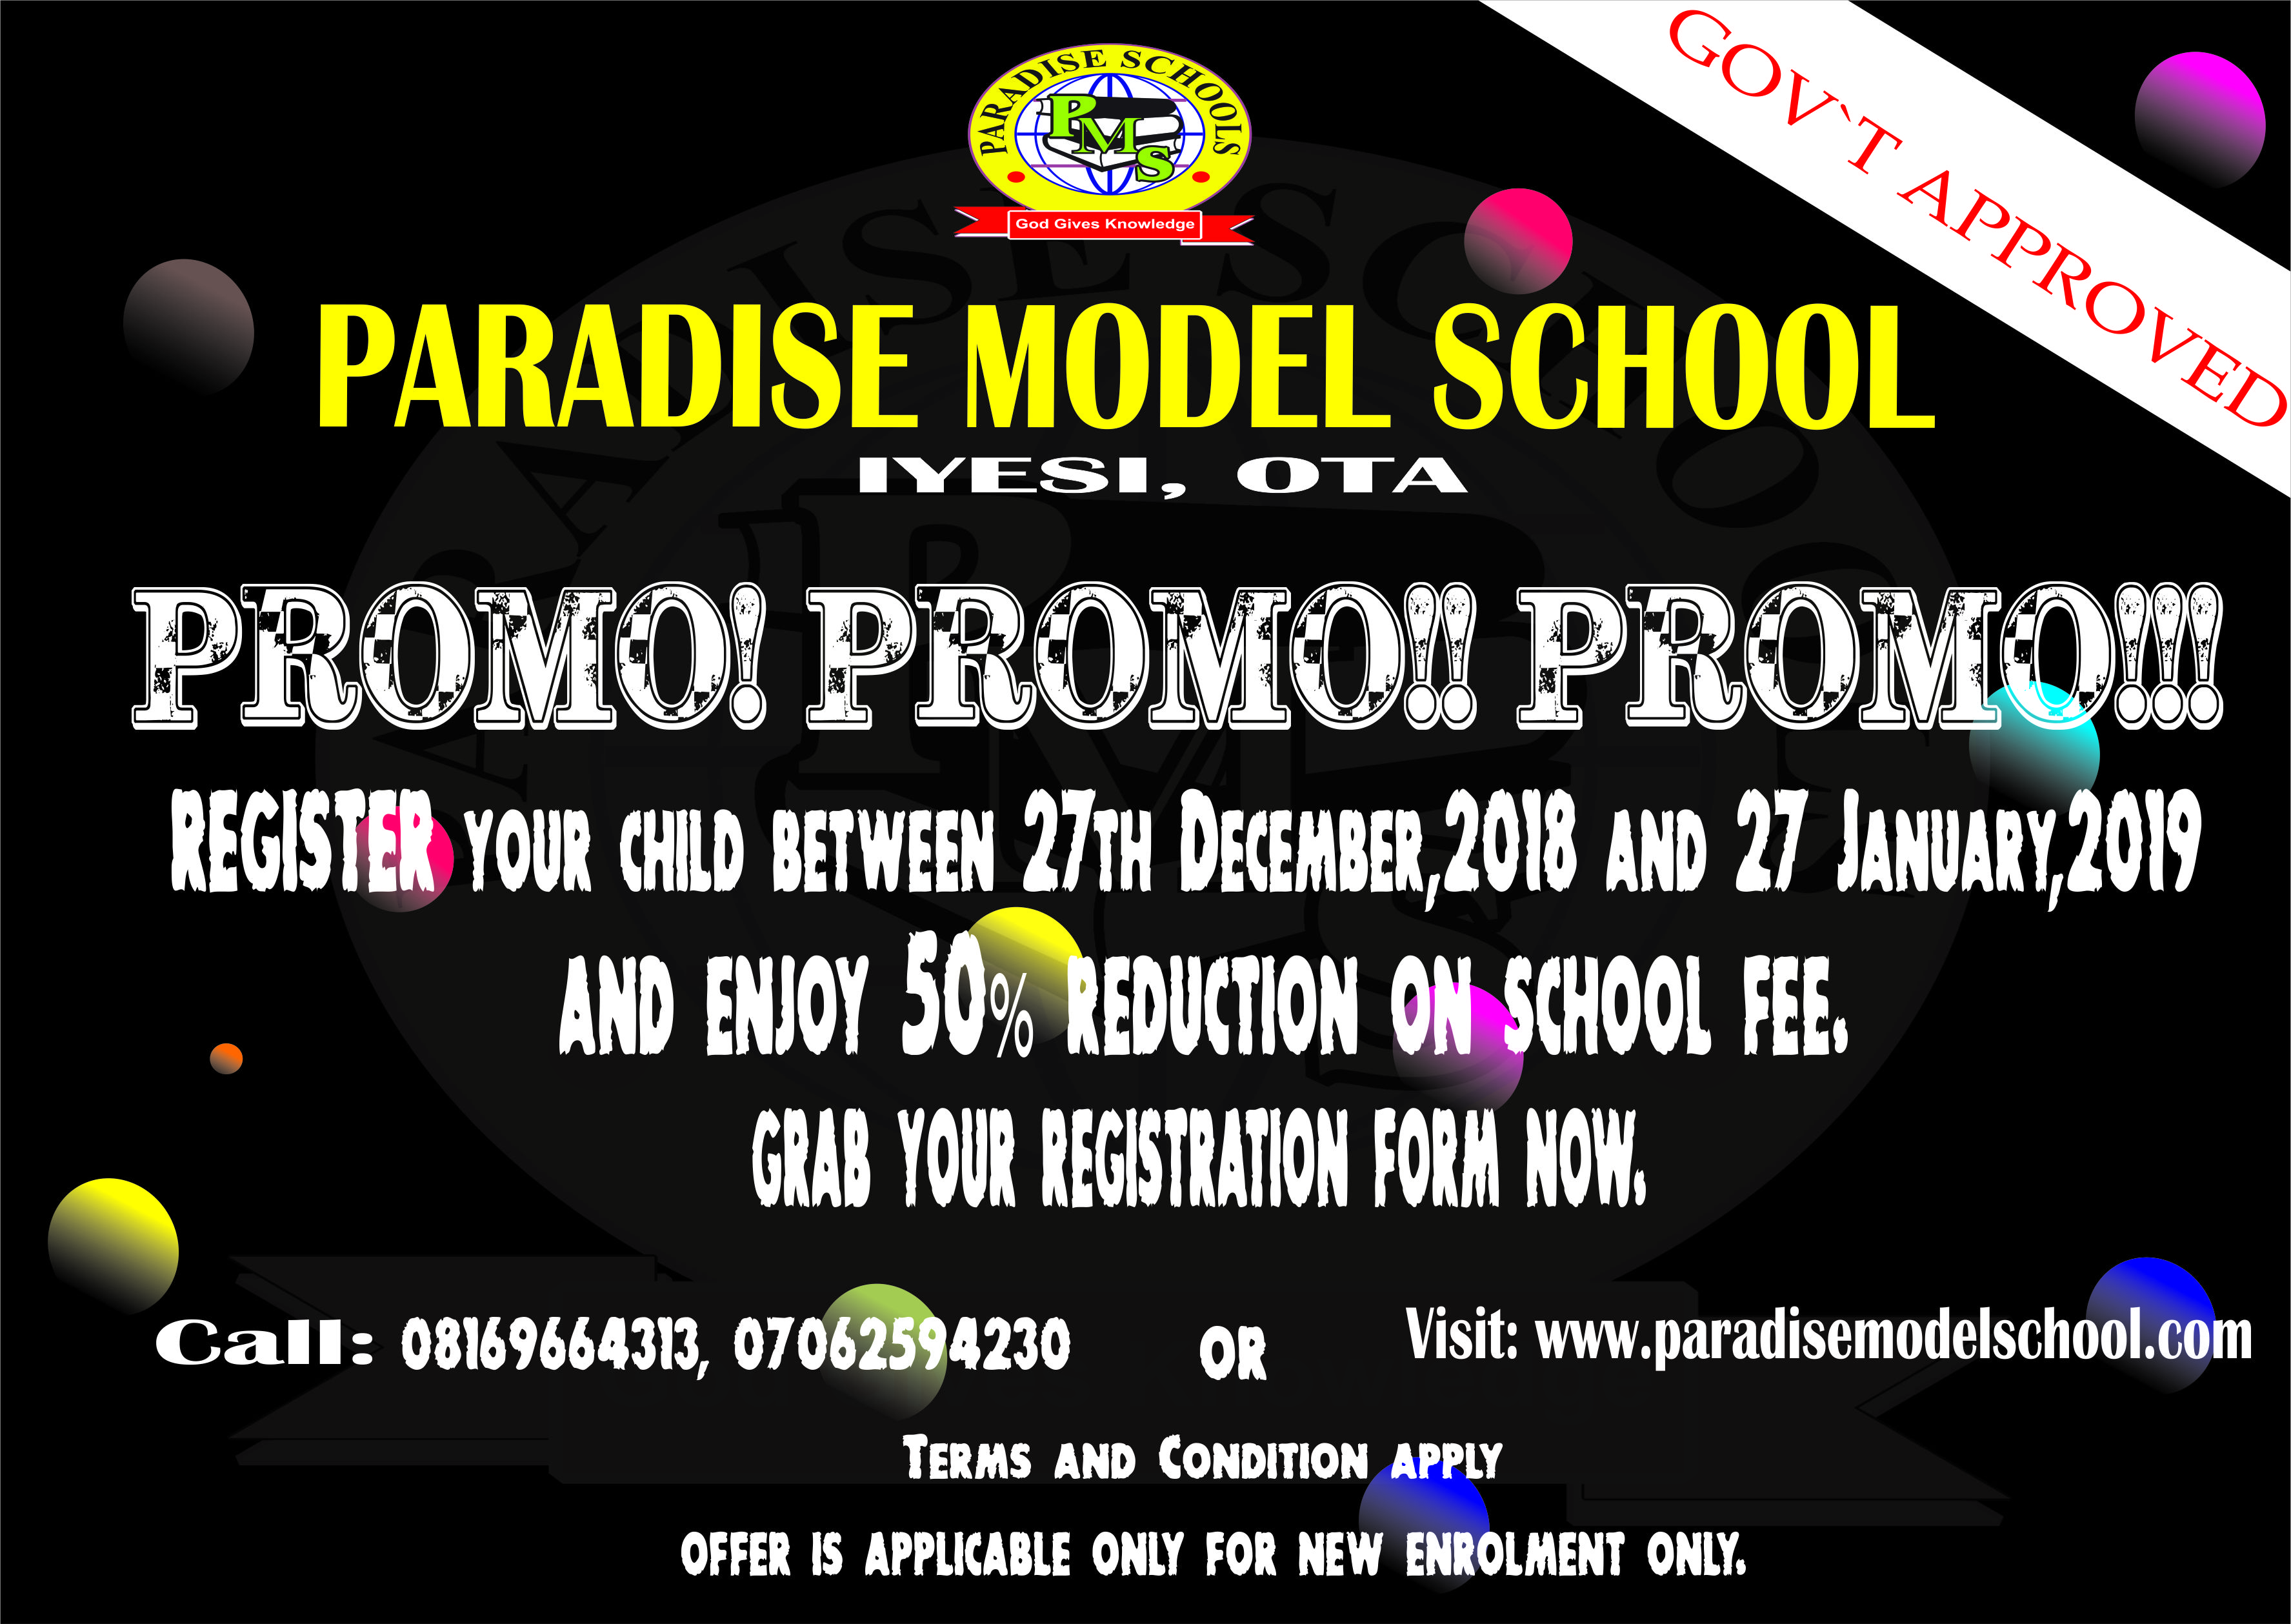 PARADISE SCHOOLS
PMS
God Gives Knowledge
GOV`T APPROVED
PARADISE MODEL SCHOOL
IYESI, OTA
PROMO! PROMO!! PROMO!!!
REGISTER YOUR CHILD BETWEEN 27TH DECEMBER,2018 AND 27 JANUARY,2019
AND ENJOY 50% REDUCTION ON SCHOOL FEE.
GRAB YOUR REGISTRATION FORM NOW.
Call: 08169664313, 07062594230 OR Visit: www.paradisemodelschool.com
TERMS AND CONDITION APPLY
OFFER IS APPLICABLE ONLY FOR NEW ENROLMENT ONLY.